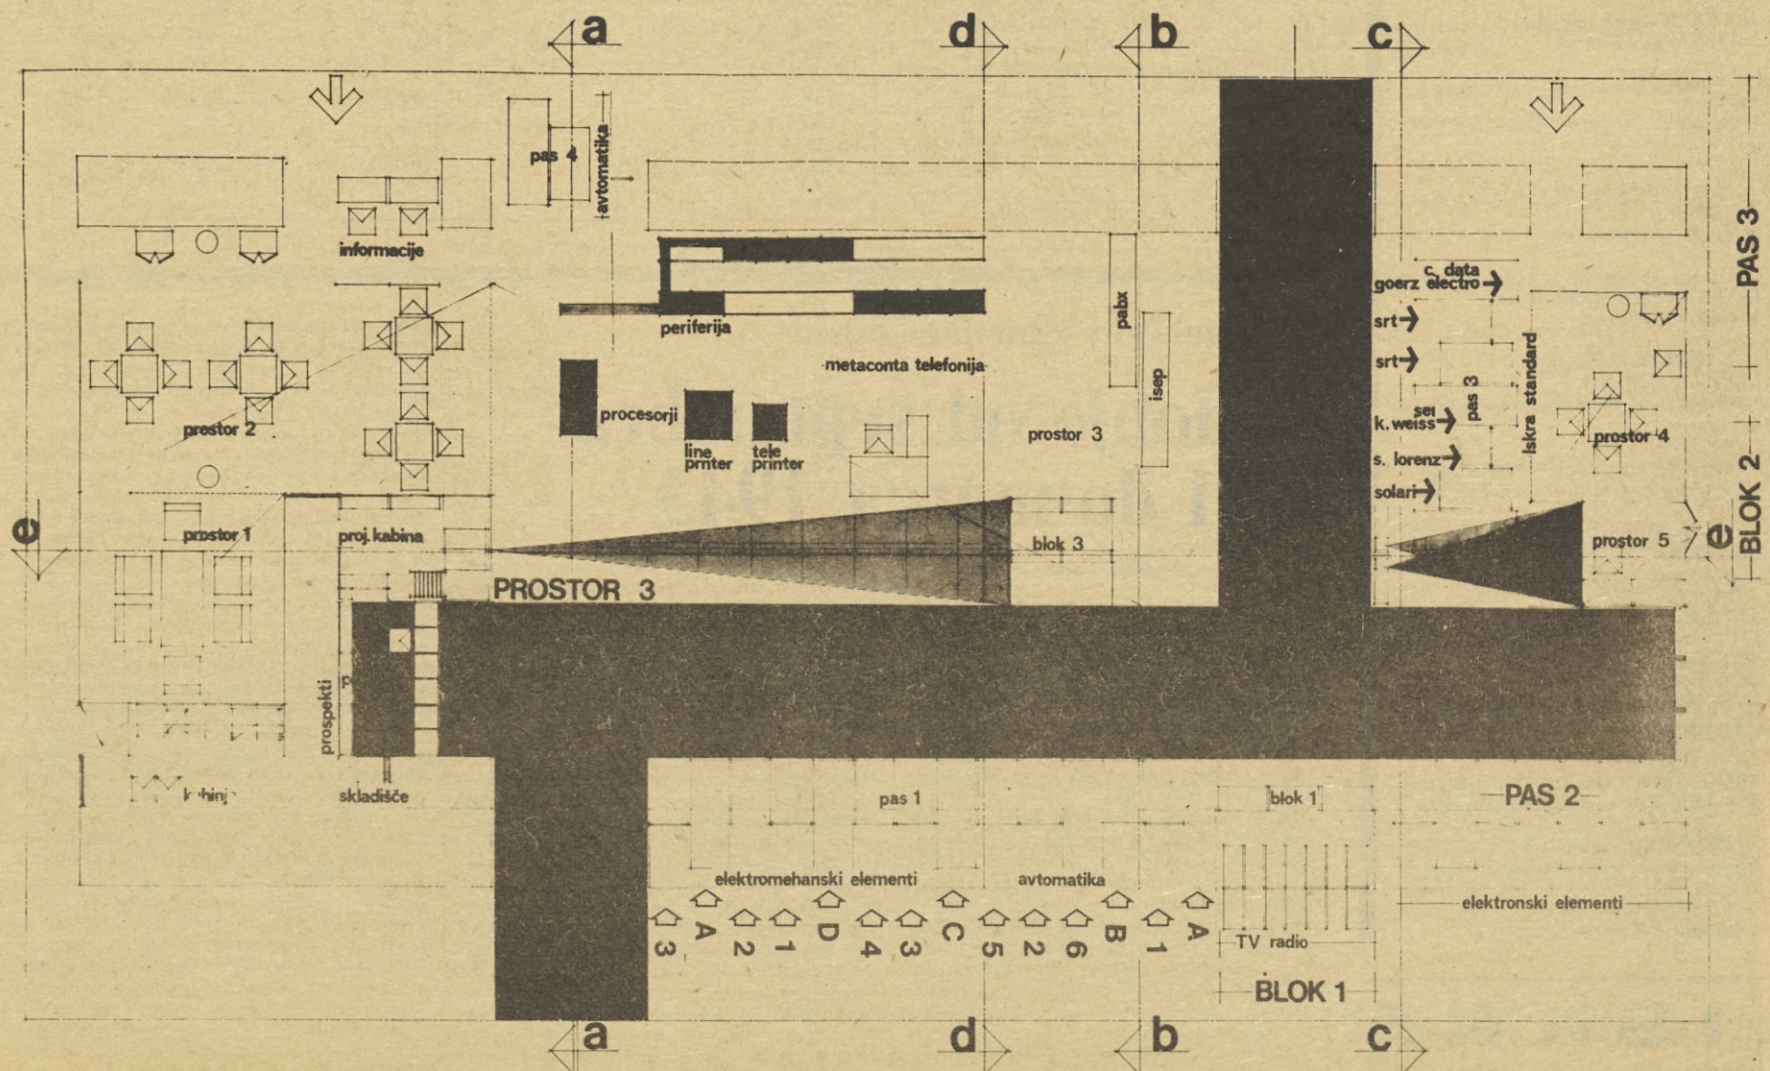 a
d
b
c
pas 4
avtomatika
informacije
PAS 3
c. data
goerz electro
srt
srt
sei
k. weiss
s. lorenz
solari
pas 3
Iskra standard
periferija
metaconta telefonija
pabx
isep
procesorji
line
prnter
tele
printer
prostor 2
prostor 3
prostor 4
BLOK 2
e
prostor 1
proj. kabina
blok 3
prostor 5
e
PROSTOR 3
prospekti
p
skladišče
pas 1
blok 1
PAS 2
elektromehanski elementi
avtomatika
elektronski elementi
3 A 2 1 D 4 3 C 5 2 6 B 1 A
TV radio
BLOK 1
a
d
b
c